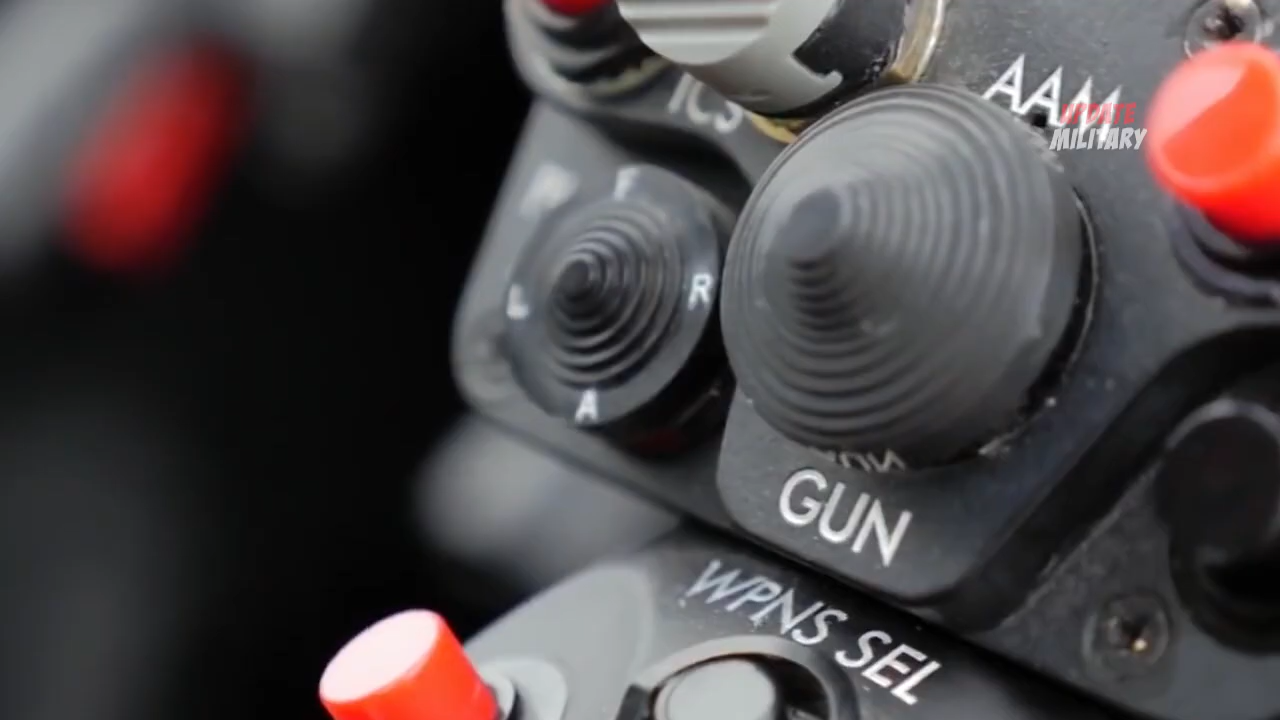 AAM
UPDATE
MILITARY
ICS
F
L
R
A
GUN
WPNS SEL